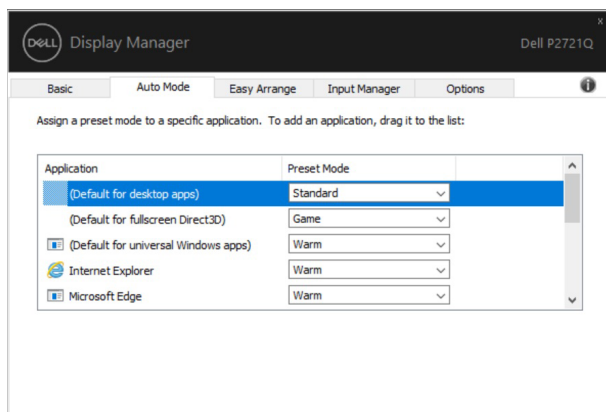 DELL Display Manager
x
Dell P2721Q
Basic Auto Mode Easy Arrange Input Manager Options i
Assign a preset mode to a specific application. To add an application, drag it to the list:
Application Preset Mode
(Default for desktop apps) Standard
(Default for fullscreen Direct3D) Game
(Default for universal Windows apps) Warm
Internet Explorer Warm
Microsoft Edge Warm